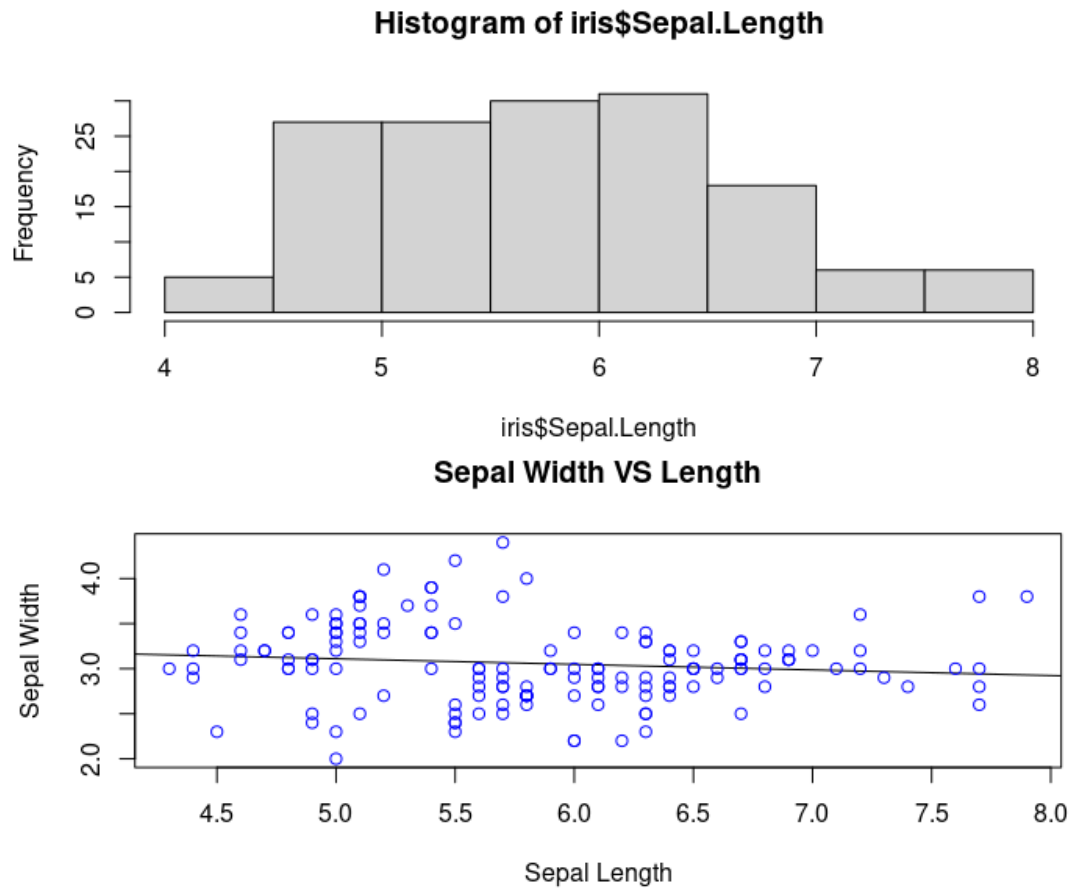 Histogram of iris$Sepal.Length
Frequency
25
15
5
0
4 5 6 7 8
iris$Sepal.Length
Sepal Width VS Length
Sepal Width
4.0
3.0
2.0
4.5 5.0 5.5 6.0 6.5 7.0 7.5 8.0
Sepal Length